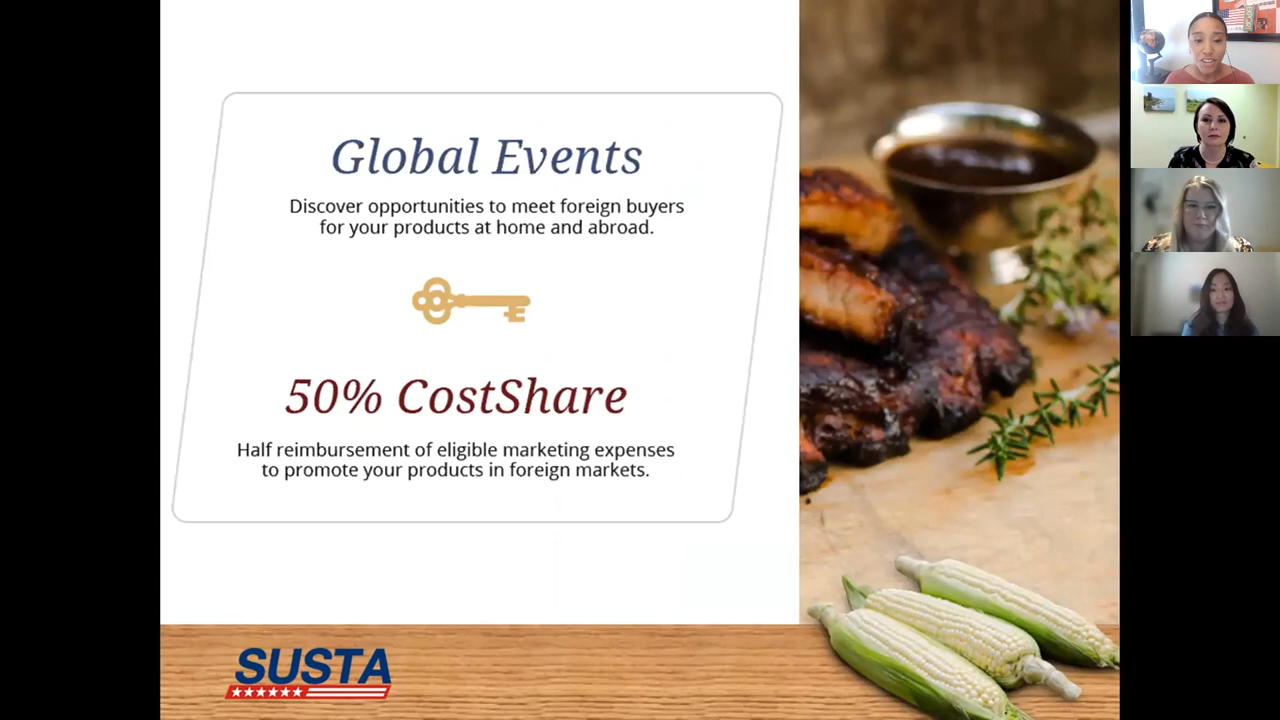 Global Events
Discover opportunities to meet foreign buyers
for your products at home and abroad.
50% CostShare
Half reimbursement of eligible marketing expenses
to promote your products in foreign markets.
SUSTA